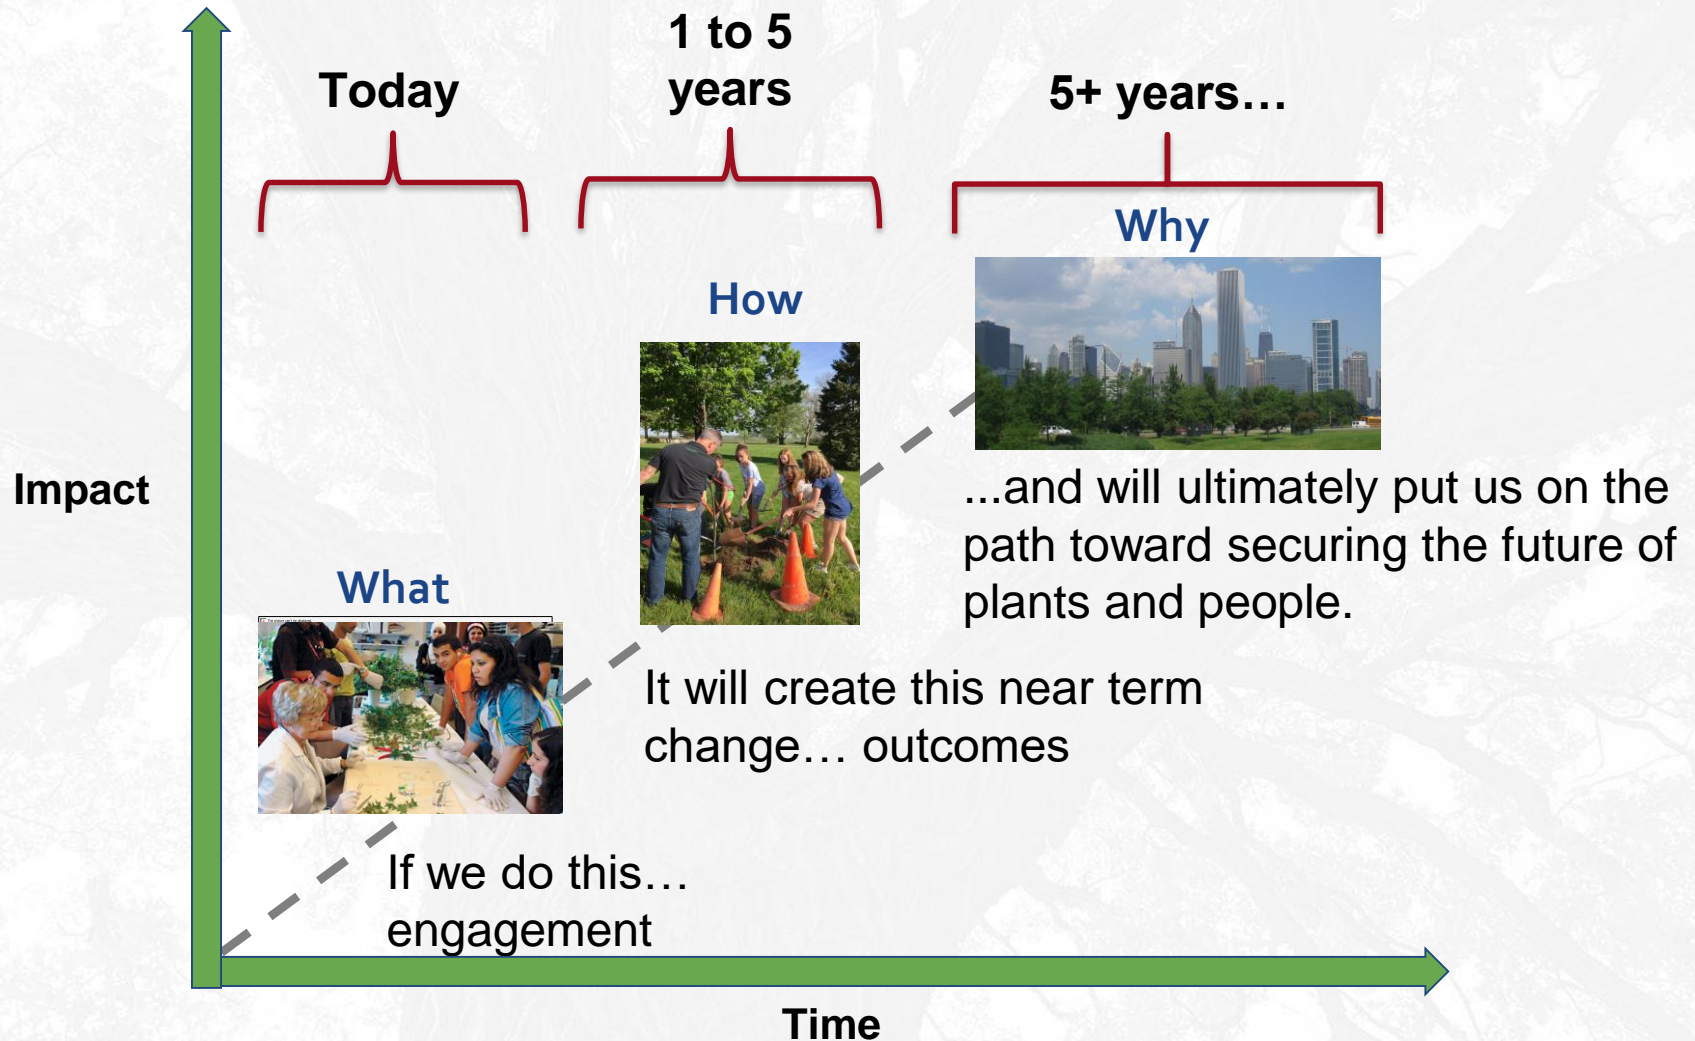 Today
1 to 5
years
5+ years…
Why
How
What
Impact
...and will ultimately put us on the
path toward securing the future of
plants and people.
It will create this near term
change… outcomes
If we do this…
engagement
Time